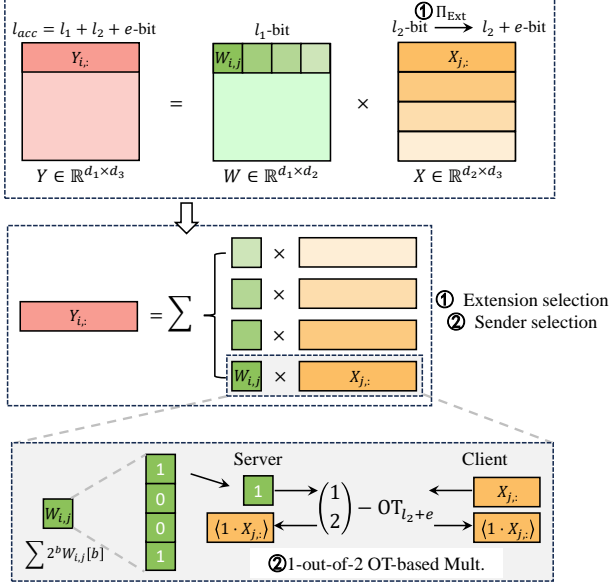 ① Π_Ext
l_acc = l_1 + l_2 + e-bit
l_1-bit
l_2-bit ⟶ l_2 + e-bit
Y_{i,:}
W_{i,j}
X_{j,:}
=
×
Y ∈ ℝ^{d_1×d_3}
W ∈ ℝ^{d_1×d_2}
X ∈ ℝ^{d_2×d_3}
×
×
① Extension selection
Y_{i,:} = ∑
② Sender selection
×
W_{i,j} × X_{j,:}
Server
Client
1
0
0
1
1
(1 2) − OT_{l_2+e}
X_{j,:}
W_{i,j}
⟨1 · X_{j,:}⟩
⟨1 · X_{j,:}⟩
∑ 2^b W_{i,j}[b]
②1-out-of-2 OT-based Mult.